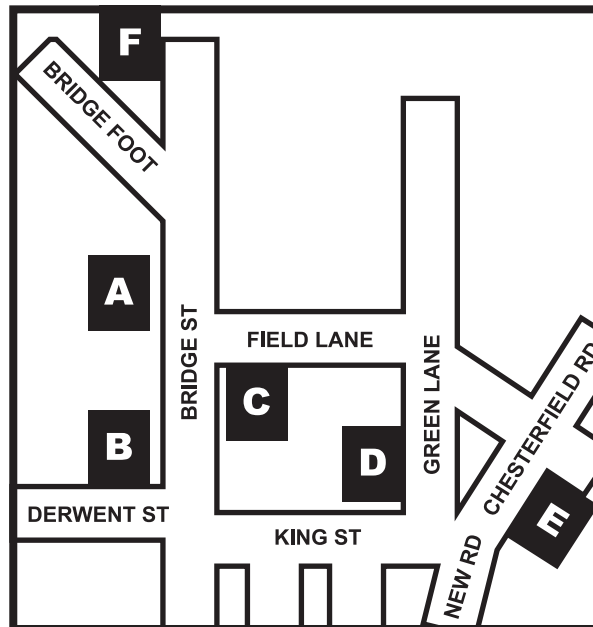 F
BRIDGE FOOT
A
BRIDGE ST
FIELD LANE
GREEN LANE
CHESTERFIELD RD
C
B
D
E
DERWENT ST
KING ST
NEW RD